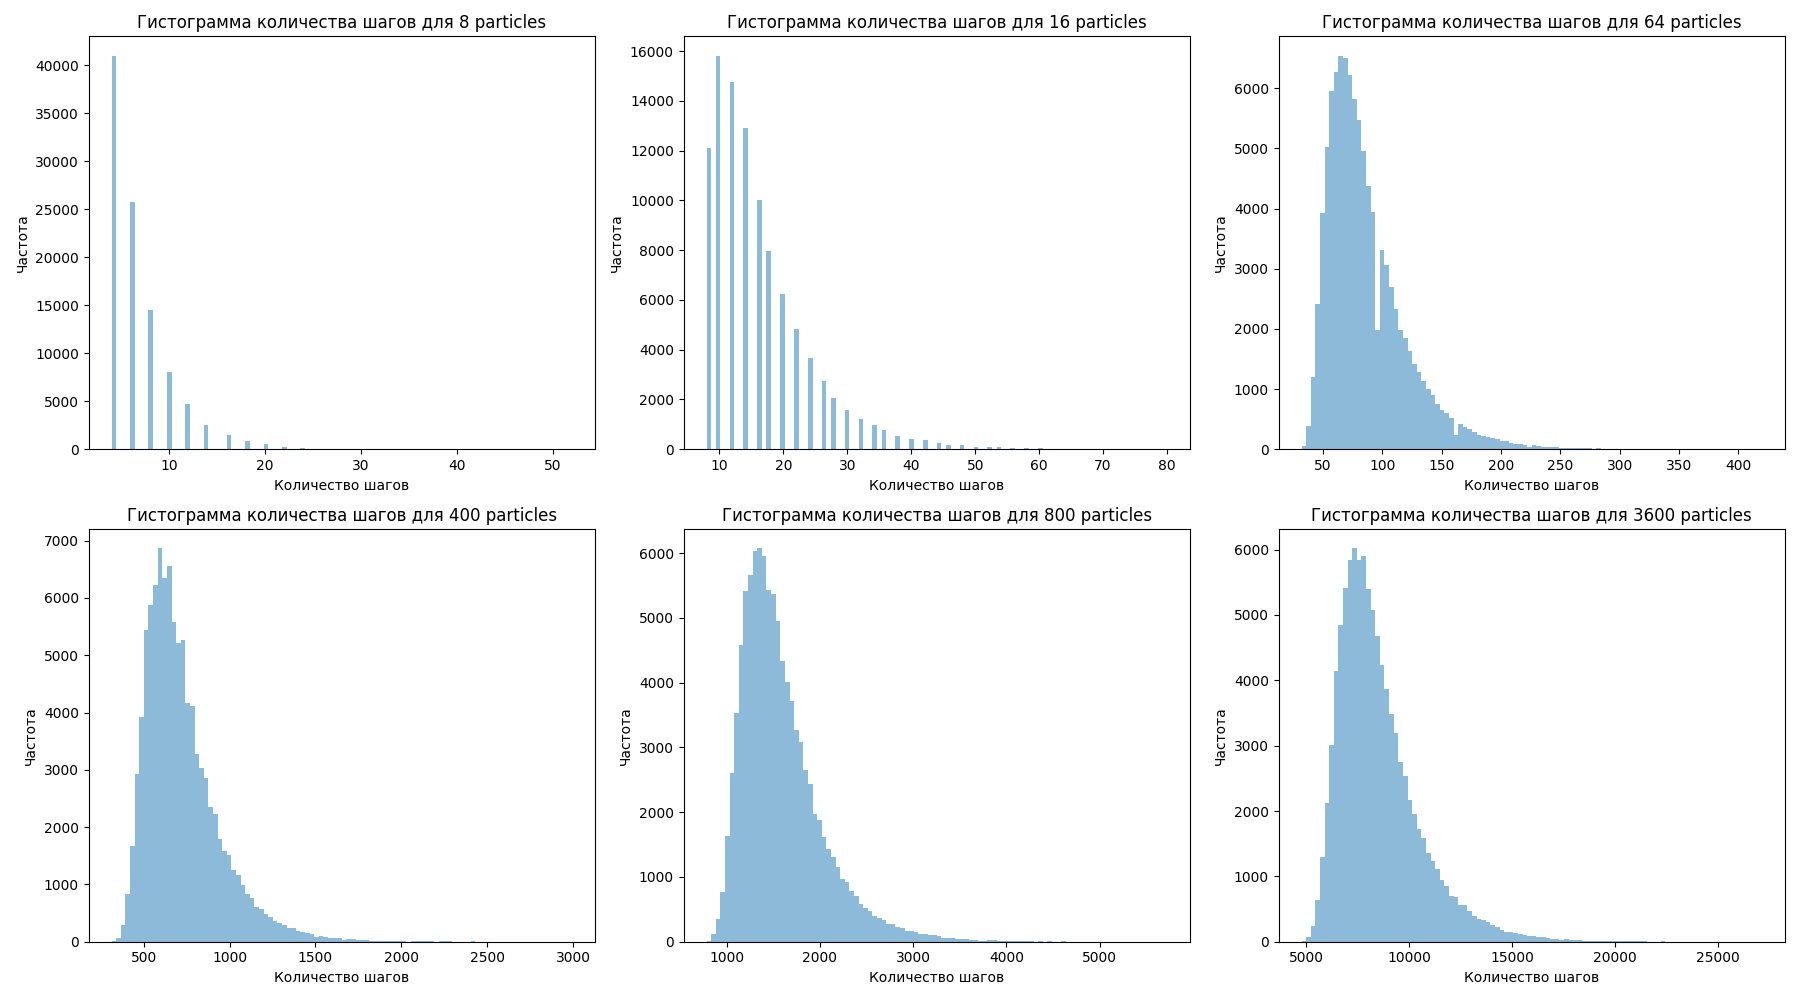 Гистограмма количества шагов для 8 particles
Частота
40000
35000
30000
25000
20000
15000
10000
5000
0
10 20 30 40 50
Количество шагов
Гистограмма количества шагов для 16 particles
Частота
16000
14000
12000
10000
8000
6000
4000
2000
0
10 20 30 40 50 60 70 80
Количество шагов
Гистограмма количества шагов для 64 particles
Частота
6000
5000
4000
3000
2000
1000
0
50 100 150 200 250 300 350 400
Количество шагов
Гистограмма количества шагов для 400 particles
Частота
7000
6000
5000
4000
3000
2000
1000
0
500 1000 1500 2000 2500 3000
Количество шагов
Гистограмма количества шагов для 800 particles
Частота
6000
5000
4000
3000
2000
1000
0
1000 2000 3000 4000 5000
Количество шагов
Гистограмма количества шагов для 3600 particles
Частота
6000
5000
4000
3000
2000
1000
0
5000 10000 15000 20000 25000
Количество шагов